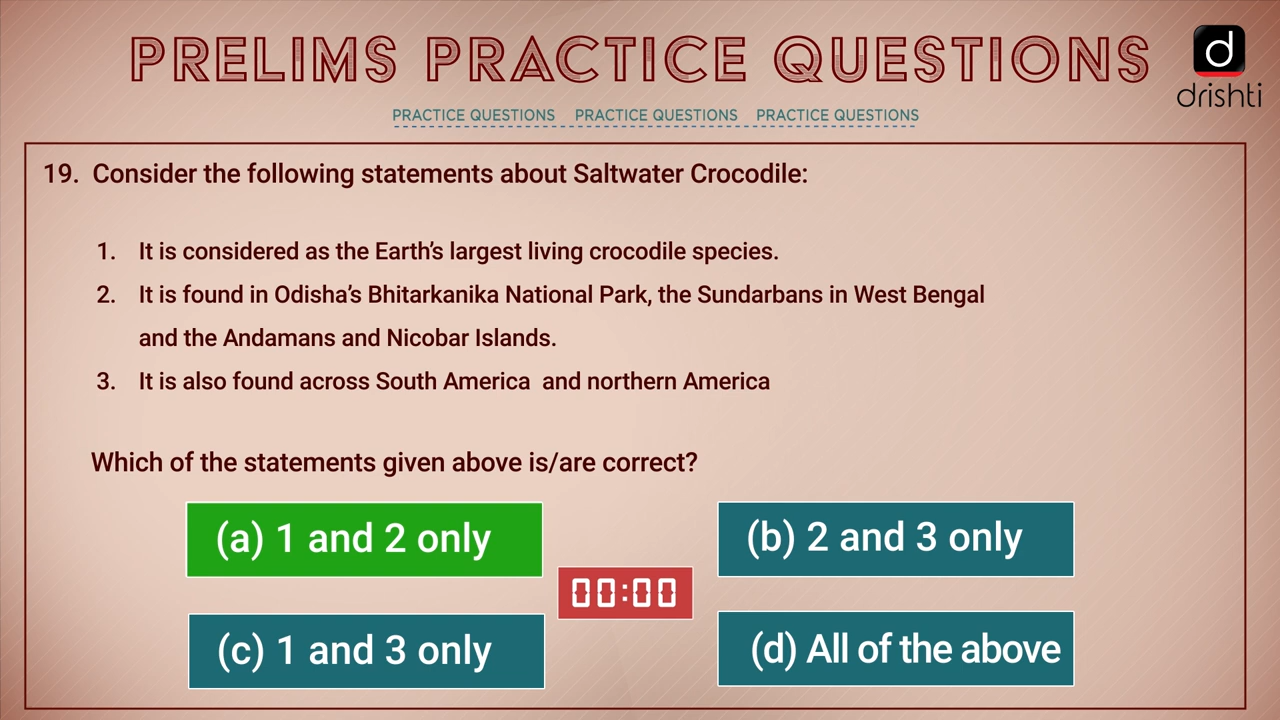 PRELIMS PRACTICE QUESTIONS
d
drishti
PRACTICE QUESTIONS PRACTICE QUESTIONS PRACTICE QUESTIONS
19. Consider the following statements about Saltwater Crocodile:
1. It is considered as the Earth's largest living crocodile species.
2. It is found in Odisha's Bhitarkanika National Park, the Sundarbans in West Bengal
and the Andamans and Nicobar Islands.
3. It is also found across South America and northern America
Which of the statements given above is/are correct?
(a) 1 and 2 only
(b) 2 and 3 only
00:00
(c) 1 and 3 only
(d) All of the above